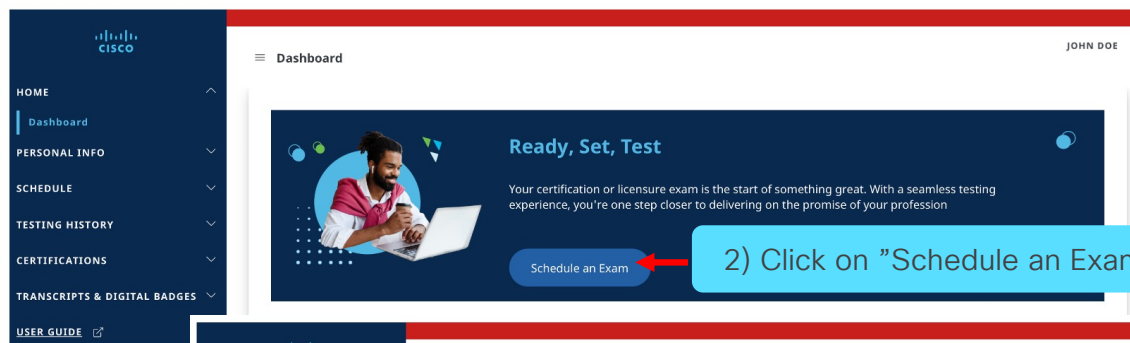 CISCO
JOHN DOE
Dashboard
HOME
Dashboard
PERSONAL INFO
SCHEDULE
TESTING HISTORY
CERTIFICATIONS
TRANSCRIPTS & DIGITAL BADGES
USER GUIDE
Ready, Set, Test
Your certification or licensure exam is the start of something great. With a seamless testing
experience, you're one step closer to delivering on the promise of your profession
Schedule an Exam
2) Click on ”Schedule an Exam